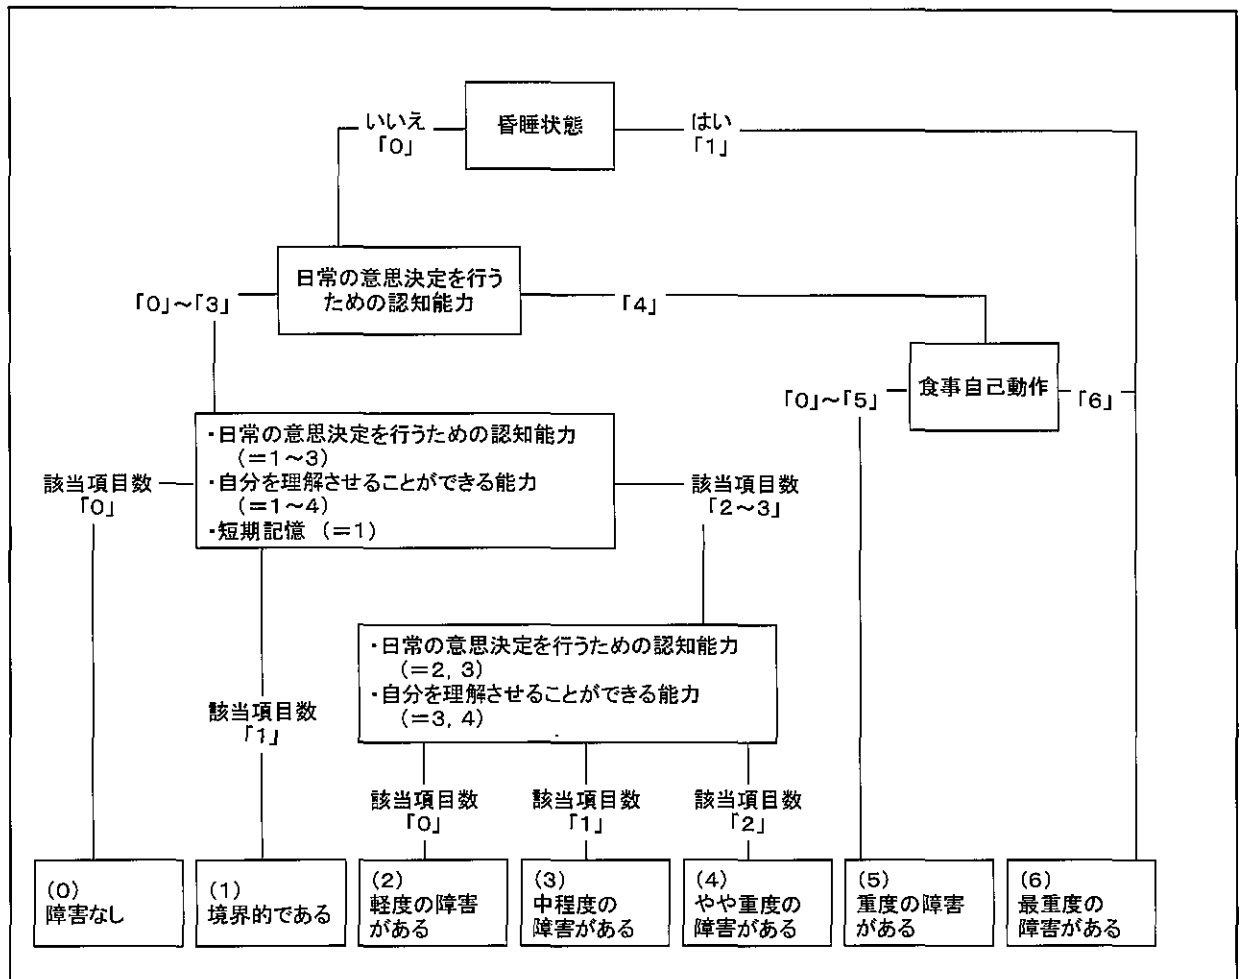 昏睡状態
いいえ
「0」
はい
「1」
日常の意思決定を行う
ための認知能力
「0」～「3」
「4」
食事自己動作
「0」～「5」
「6」
・日常の意思決定を行うための認知能力
（＝1～3）
・自分を理解させることができる能力
（＝1～4）
・短期記憶 （＝1）
該当項目数
「0」
該当項目数
「2～3」
・日常の意思決定を行うための認知能力
（＝2，3）
・自分を理解させることができる能力
（＝3，4）
該当項目数
「1」
該当項目数
「0」
該当項目数
「1」
該当項目数
「2」
(0)
障害なし
(1)
境界的である
(2)
軽度の障害
がある
(3)
中程度の
障害がある
(4)
やや重度の
障害がある
(5)
重度の障害
がある
(6)
最重度の
障害がある